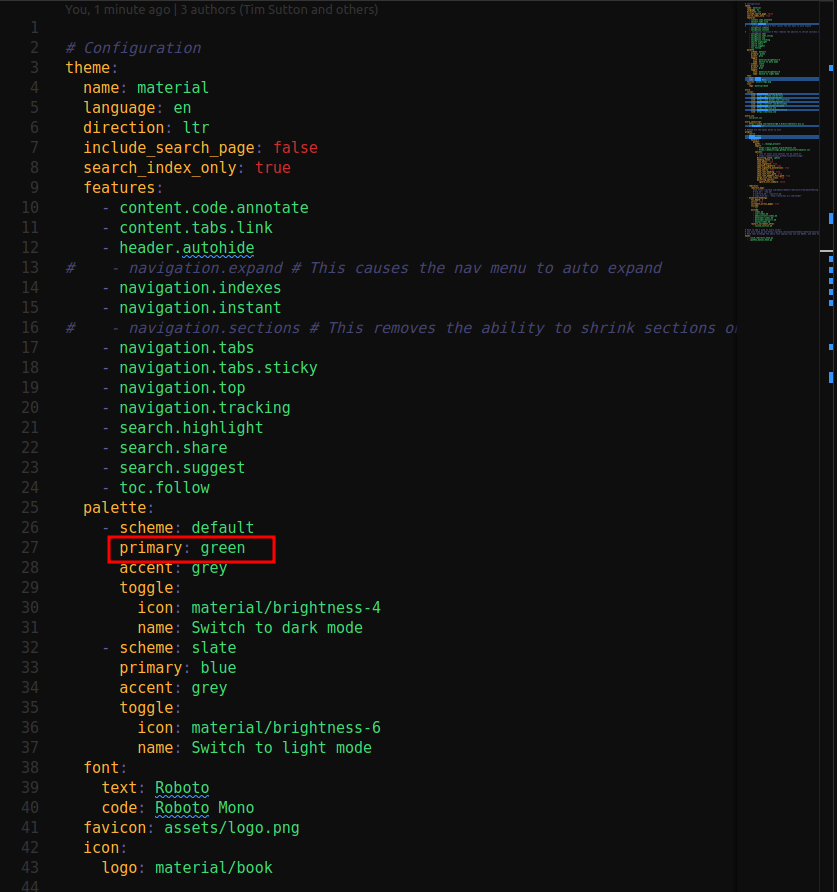 You, 1 minute ago | 3 authors (Tim Sutton and others)
1
2 # Configuration
3 theme:
4   name: material
5   language: en
6   direction: ltr
7   include_search_page: false
8   search_index_only: true
9   features:
10     - content.code.annotate
11     - content.tabs.link
12     - header.autohide
13 #    - navigation.expand # This causes the nav menu to auto expand
14     - navigation.indexes
15     - navigation.instant
16 #    - navigation.sections # This removes the ability to shrink sections
17     - navigation.tabs
18     - navigation.tabs.sticky
19     - navigation.top
20     - navigation.tracking
21     - search.highlight
22     - search.share
23     - search.suggest
24     - toc.follow
25   palette:
26     - scheme: default
27       primary: green
28       accent: grey
29       toggle:
30         icon: material/brightness-4
31         name: Switch to dark mode
32     - scheme: slate
33       primary: blue
34       accent: grey
35       toggle:
36         icon: material/brightness-6
37         name: Switch to light mode
38   font:
39     text: Roboto
40     code: Roboto Mono
41   favicon: assets/logo.png
42   icon:
43     logo: material/book
44